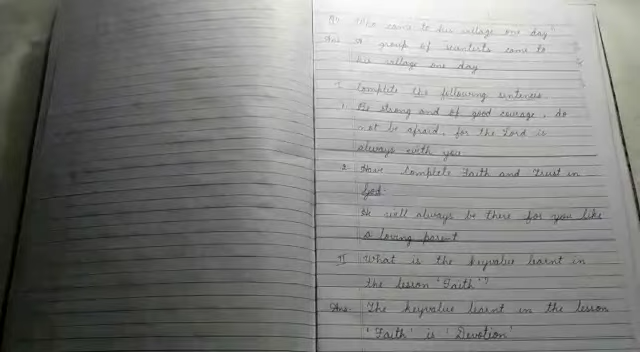 Who came to his village one day?
Ans A group of scientists came to
his village one day
I Complete the following sentences.
1. Be strong and of good courage, do
not be afraid, for the Lord is
always with you
2 Have complete Faith and Trust in
God.
He will always be there for you like
a loving parent
II What is the keyvalue learnt in
the lesson 'Faith'?
Ans. The keyvalue learnt in the lesson
'Faith' is 'Devotion'